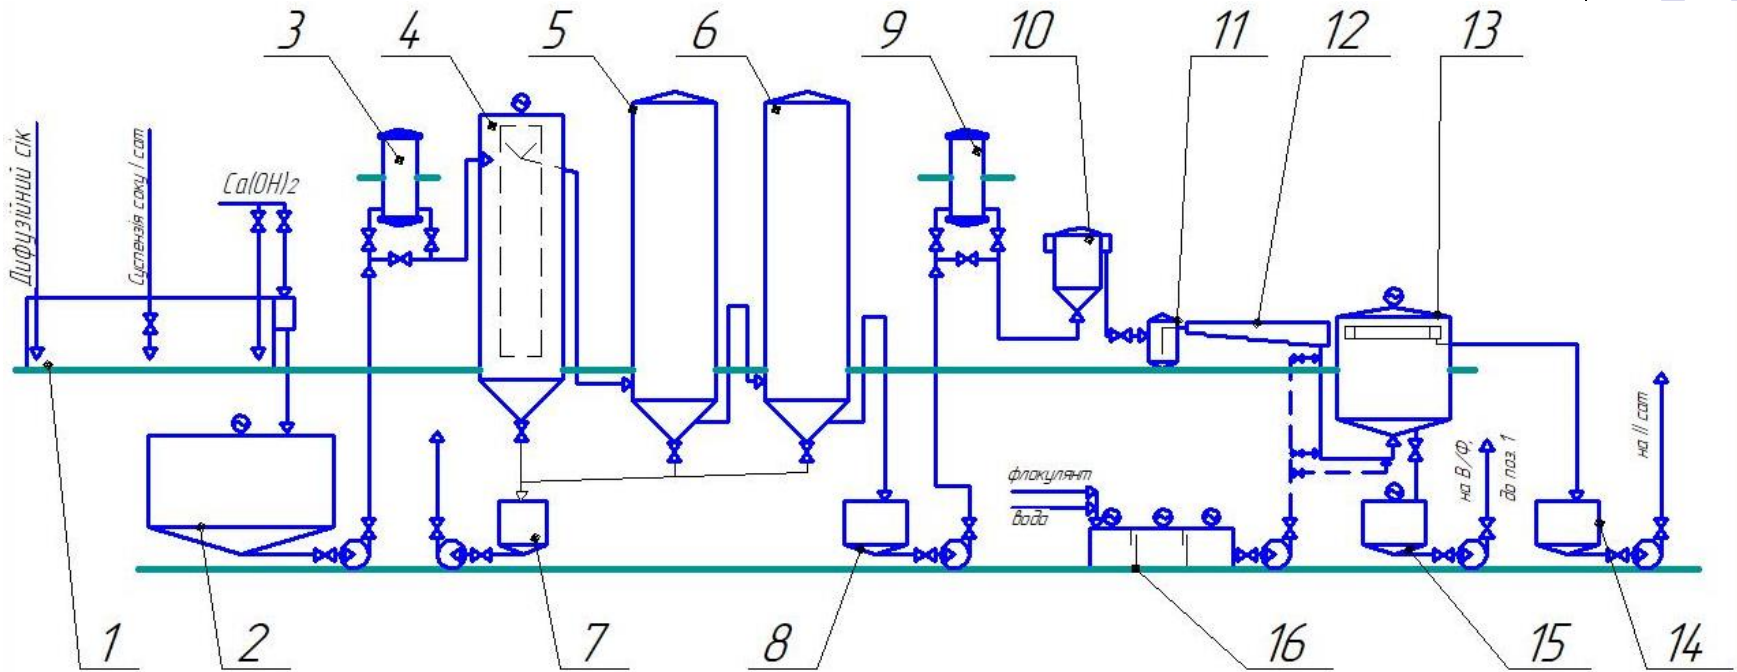 3
4
5
6
9
10
11
12
13
Дифузійний сік
Суспензія соку I сат
Ca(OH)2
флокулянт
вода
на В/Ф,
до поз. 1
на II сат
1
2
7
8
16
15
14